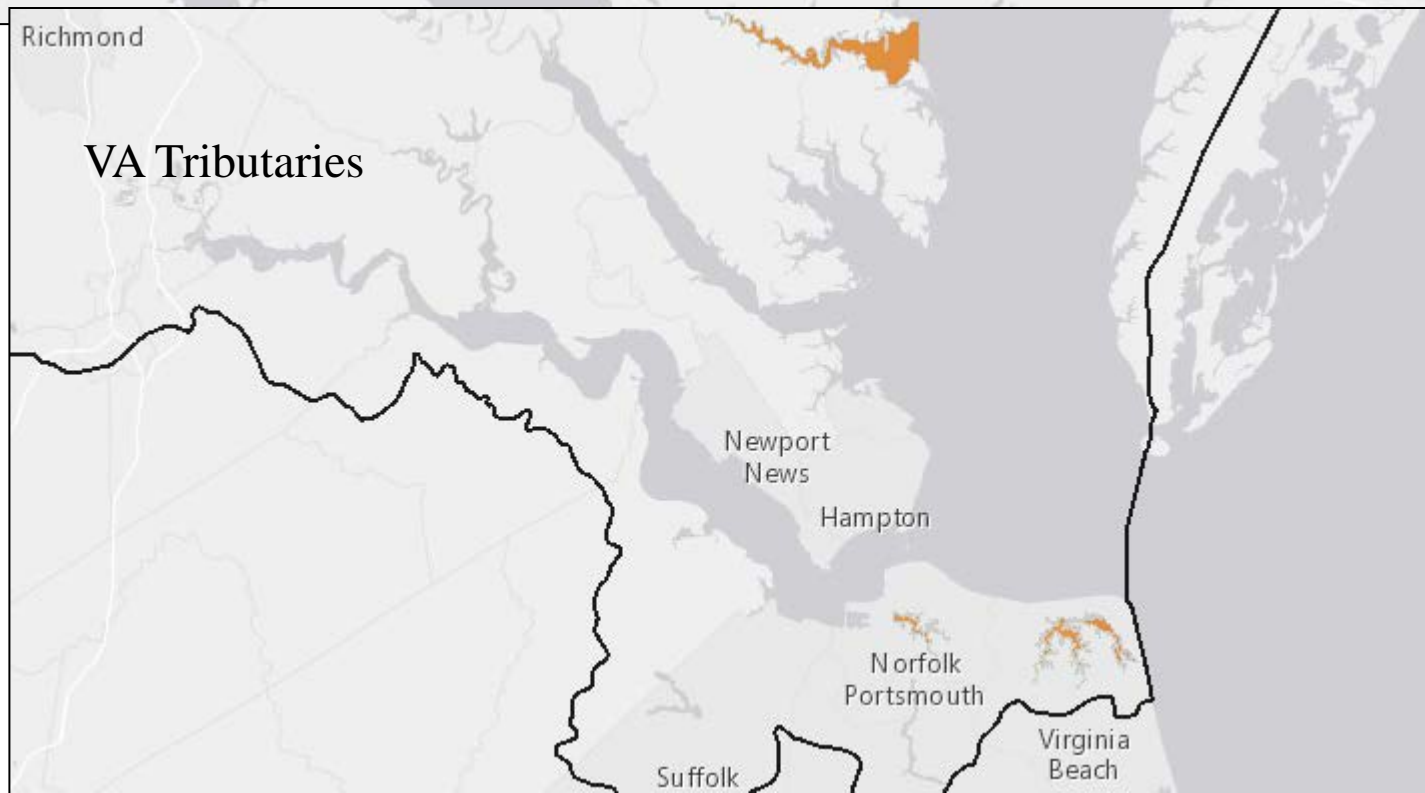 Richmond
VA Tributaries
Newport
News
Hampton
Norfolk
Portsmouth
Virginia
Beach
Suffolk